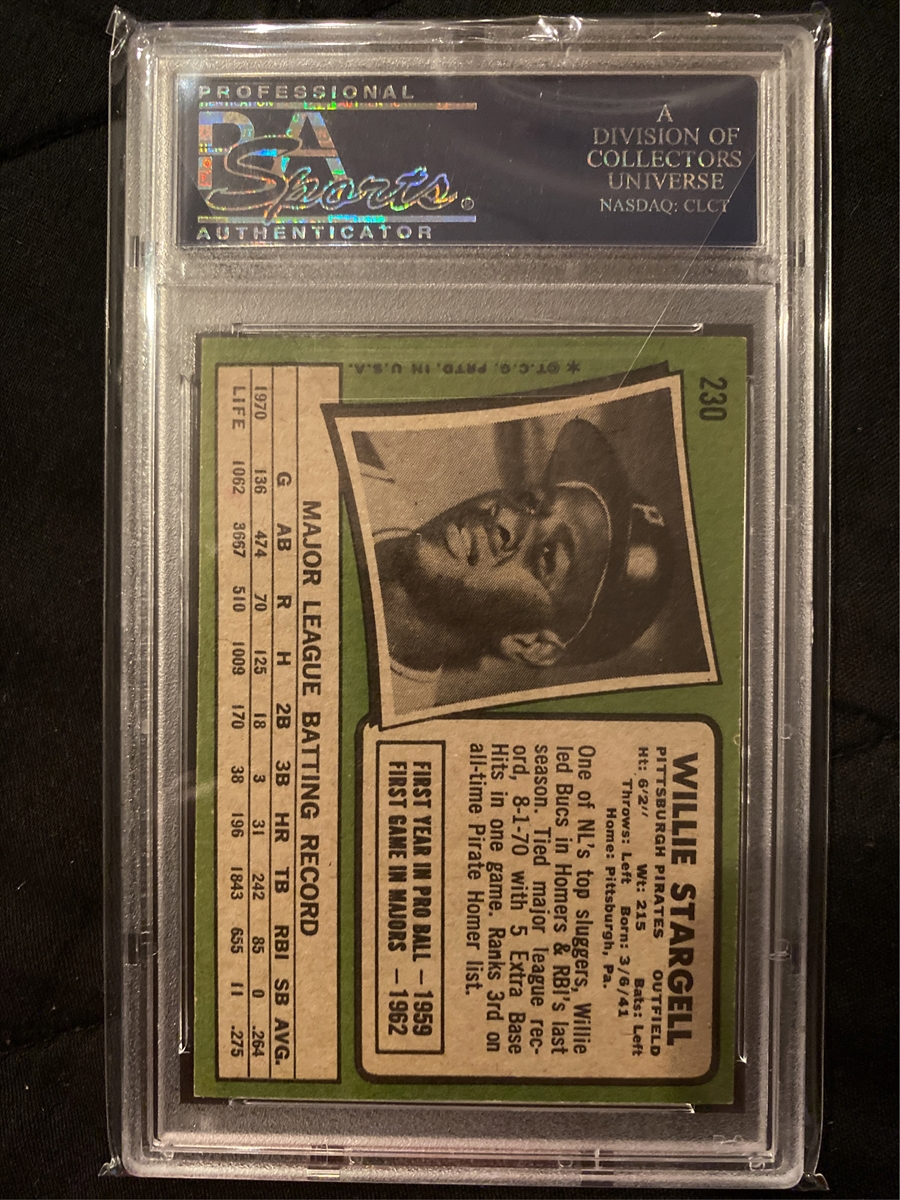 PROFESSIONAL
PSA
Sports®
AUTHENTICATOR
A
DIVISION OF
COLLECTORS
UNIVERSE
NASDAQ: CLCT
230
P
*©T.C.G. PRTD. IN U.S.A.
WILLIE STARGELL
PITTSBURGH PIRATES OUTFIELD
Ht: 6'2" Wt: 215 Bats: Left
Throws: Left Born: 3/6/41
Home: Pittsburgh, Pa.
One of NL's top sluggers, Willie
led Bucs in Homers & RBI's last
season. Tied major league rec-
ord, 8-1-70 with 5 Extra Base
Hits in one game. Ranks 3rd on
all-time Pirate Homer list.
FIRST YEAR IN PRO BALL — 1959
FIRST GAME IN MAJORS — 1962
MAJOR LEAGUE BATTING RECORD
G AB R H 2B 3B HR TB RBI SB AVG.
1970 136 474 70 125 18 3 31 242 85 0 .264
LIFE 1062 3667 510 1009 170 38 196 1843 655 11 .275